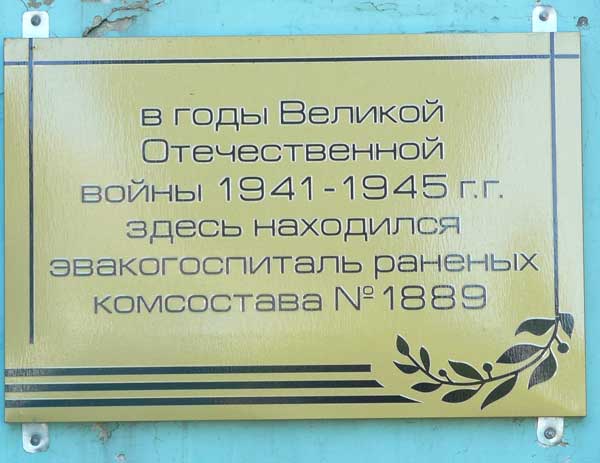 в годы Великой
Отечественной
войны 1941-1945 г.г.
здесь находился
эвакогоспиталь раненых
комсостава № 1889